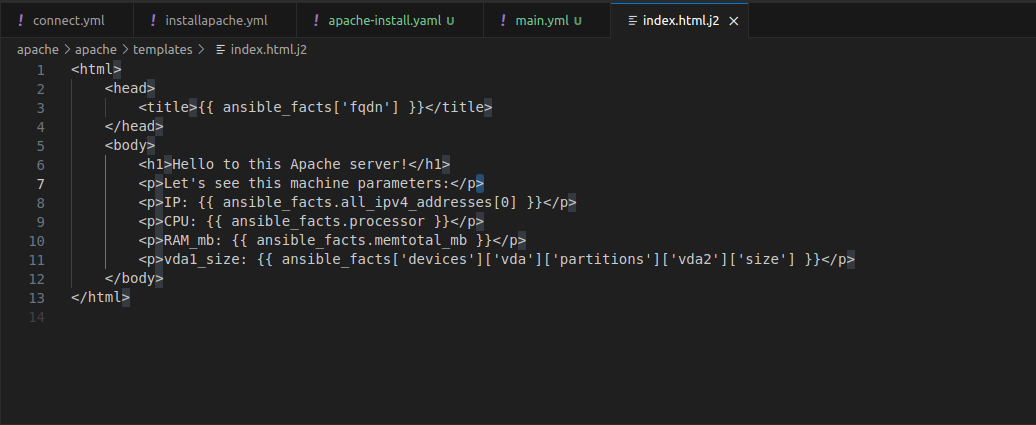 ! connect.yml ! installapache.yml ! apache-install.yaml U ! main.yml U index.html.j2 ×
apache > apache > templates > index.html.j2
1 <html>
2 <head>
3 <title>{{ ansible_facts['fqdn'] }}</title>
4 </head>
5 <body>
6 <h1>Hello to this Apache server!</h1>
7 <p>Let's see this machine parameters:</p>
8 <p>IP: {{ ansible_facts.all_ipv4_addresses[0] }}</p>
9 <p>CPU: {{ ansible_facts.processor }}</p>
10 <p>RAM_mb: {{ ansible_facts.memtotal_mb }}</p>
11 <p>vda1_size: {{ ansible_facts['devices']['vda']['partitions']['vda2']['size'] }}</p>
12 </body>
13 </html>
14